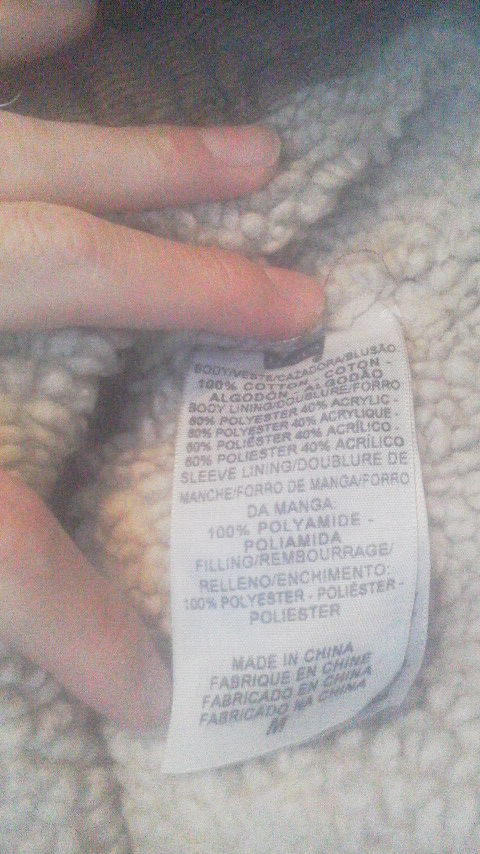 BODY/VESTE/CAZADORA/BLUSÃO
100% COTTON - COTON -
ALGODÓN - ALGODÃO
BODY LINING/DOUBLURE/FORRO
60% POLYESTER 40% ACRYLIC -
60% POLYESTER 40% ACRYLIQUE -
60% POLIÉSTER 40% ACRÍLICO -
60% POLIÉSTER 40% ACRÍLICO
SLEEVE LINING/DOUBLURE DE
MANCHE/FORRO DE MANGA/FORRO
DA MANGA:
100% POLYAMIDE -
POLIAMIDA
FILLING/REMBOURRAGE/
RELLENO/ENCHIMENTO:
100% POLYESTER - POLIÉSTER -
POLIESTER
MADE IN CHINA
FABRIQUE EN CHINE
FABRICADO EN CHINA
FABRICADO NA CHINA
M